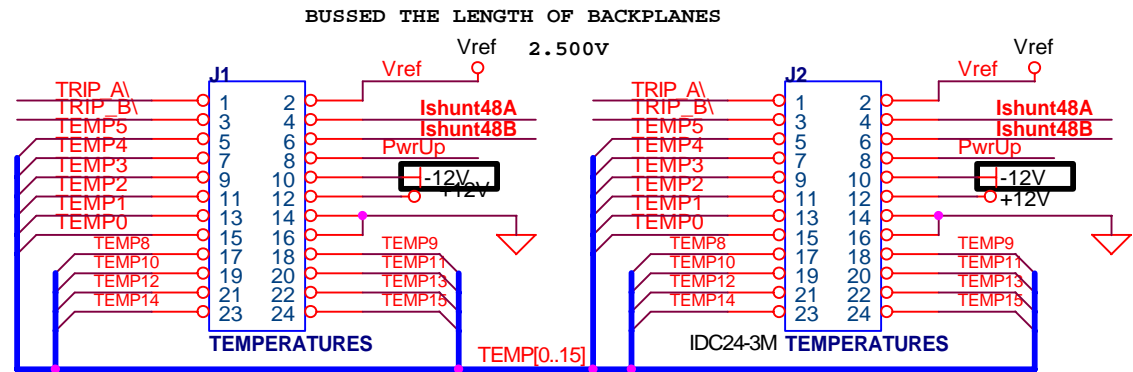 BUSSED THE LENGTH OF BACKPLANES
Vref 2.500V Vref
J1 Vref J2 Vref
TRIP_A\ 1 2 TRIP_A\ 1 2
TRIP_B\ 3 4 Ishunt48A TRIP_B\ 3 4 Ishunt48A
TEMP5 5 6 Ishunt48B TEMP5 5 6 Ishunt48B
TEMP4 7 8 PwrUp TEMP4 7 8 PwrUp
TEMP3 9 10 -12V TEMP3 9 10 -12V
TEMP2 11 12 +12V TEMP2 11 12 +12V
TEMP1 13 14 TEMP1 13 14
TEMP0 15 16 TEMP0 15 16
TEMP8 17 18 TEMP9 TEMP8 17 18 TEMP9
TEMP10 19 20 TEMP11 TEMP10 19 20 TEMP11
TEMP12 21 22 TEMP13 TEMP12 21 22 TEMP13
TEMP14 23 24 TEMP15 TEMP14 23 24 TEMP15
TEMPERATURES IDC24-3M TEMPERATURES
TEMP[0..15]